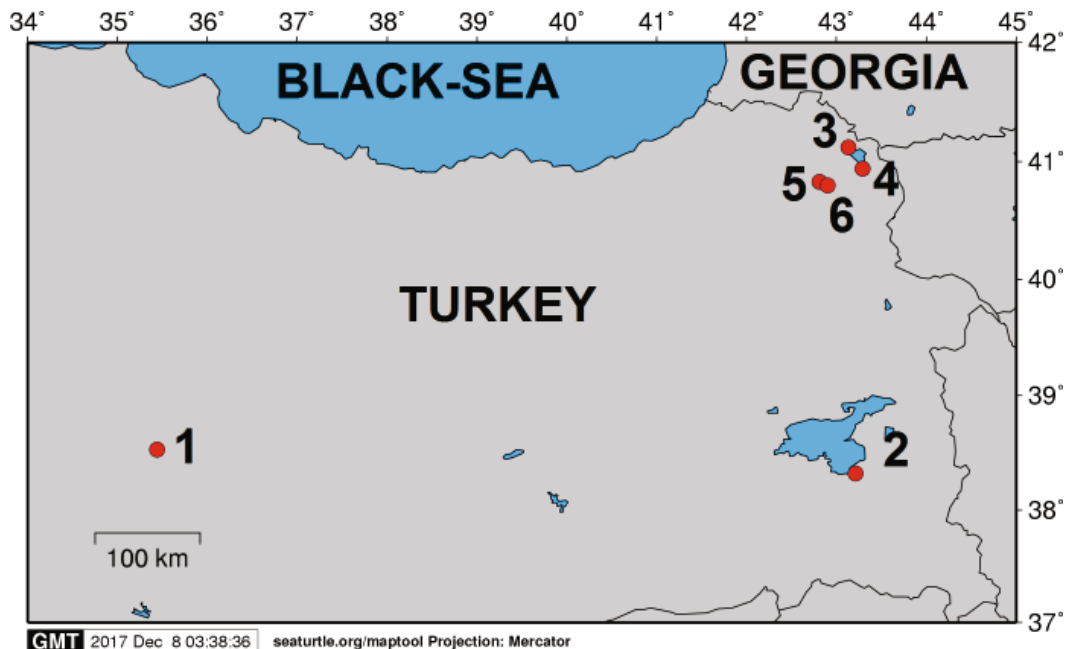 34° 35° 36° 37° 38° 39° 40° 41° 42° 43° 44° 45°
42°
BLACK-SEA
GEORGIA
3
41°
4
5
6
40°
TURKEY
39°
1
2
38°
100 km
37°
GMT 2017 Dec 8 03:38:36 seaturtle.org/maptool Projection: Mercator